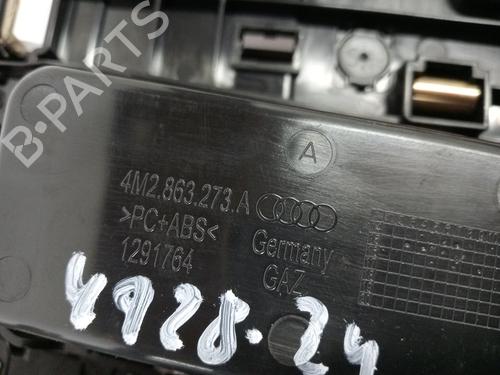 B-PARTS
A
4M2.863.273.A
>PC+ABS<
Germany
1291764
GAZ
4928.24